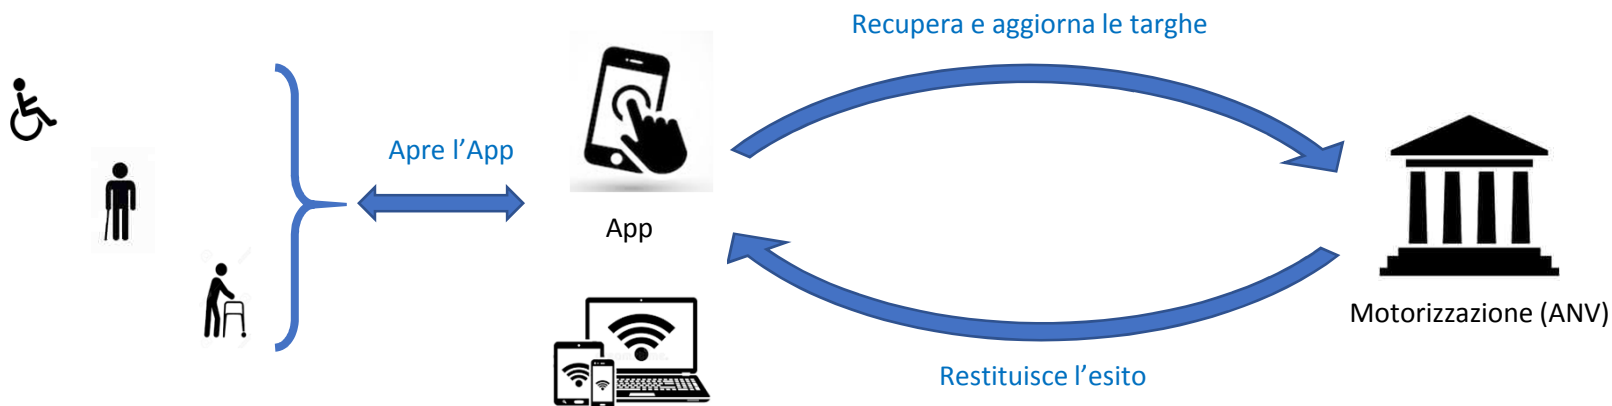 Recupera e aggiorna le targhe
Apre l’App
App
Motorizzazione (ANV)
Restituisce l’esito